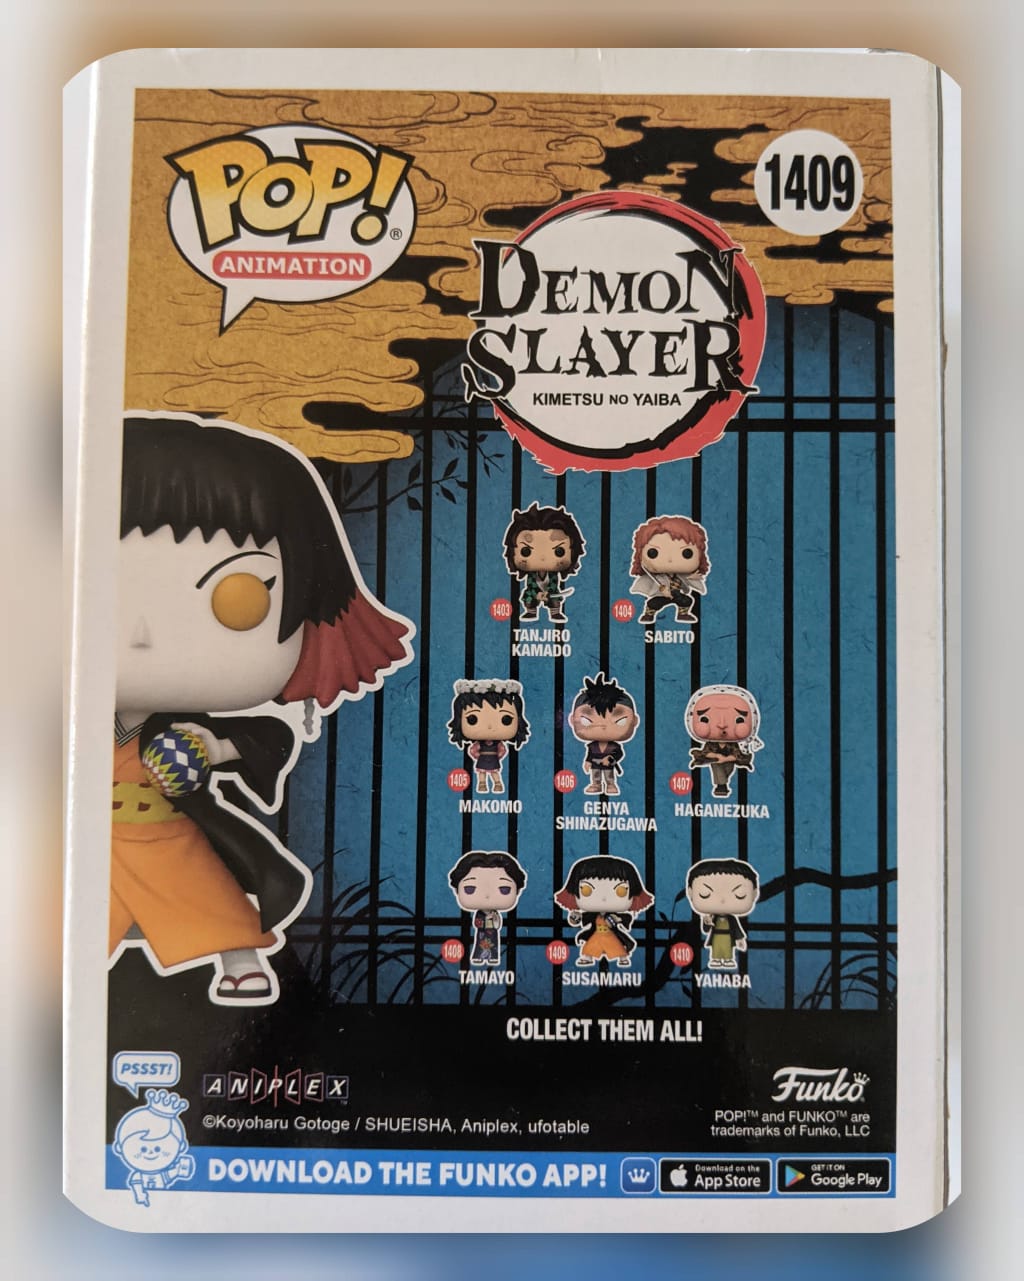 POP!®
ANIMATION
1409
DEMON
SLAYER
KIMETSU NO YAIBA
1403
TANJIRO
KAMADO
1404
SABITO
1405
MAKOMO
1406
GENYA
SHINAZUGAWA
1407
HAGANEZUKA
1408
TAMAYO
1409
SUSAMARU
1410
YAHABA
COLLECT THEM ALL!
PSSST!
ANIPLEX™
©Koyoharu Gotoge / SHUEISHA, Aniplex, ufotable
Funko
POP!™ and FUNKO™ are
trademarks of Funko, LLC
DOWNLOAD THE FUNKO APP!
Download on the
App Store
GET IT ON
Google Play